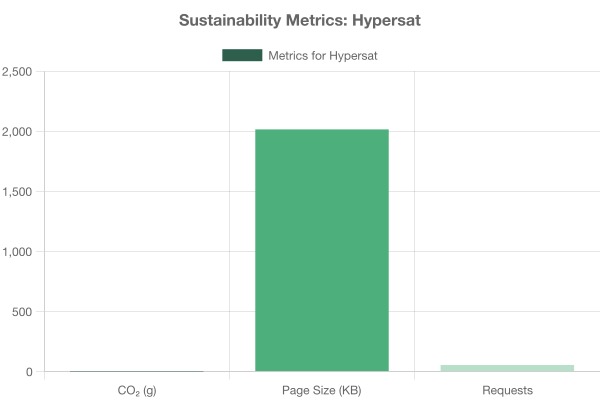 Sustainability Metrics: Hypersat
Metrics for Hypersat
2,500
2,000
1,500
1,000
500
0
CO₂ (g) Page Size (KB) Requests